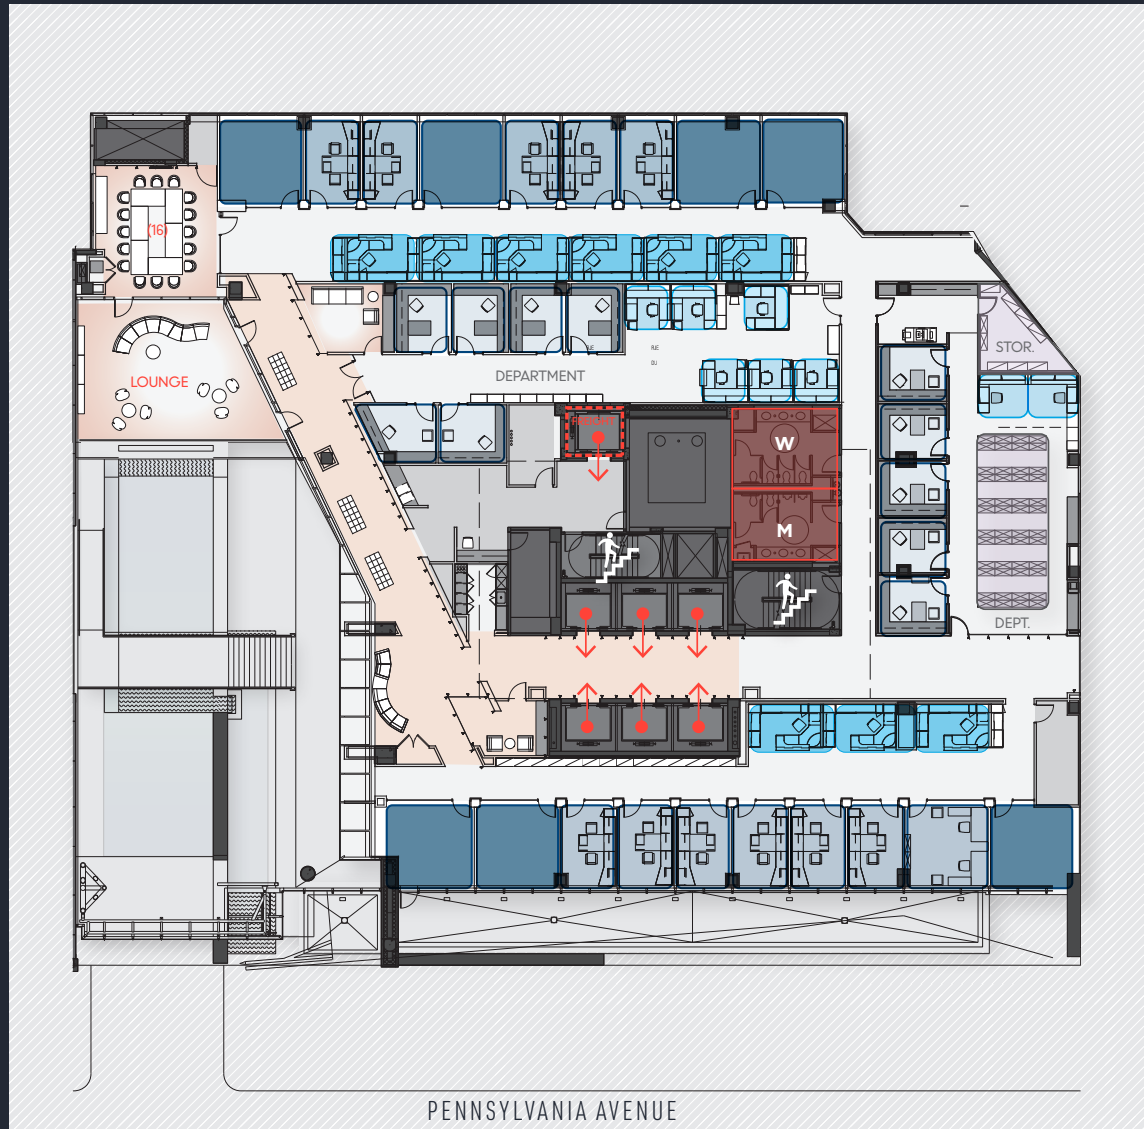 (16)
STOR.
LOUNGE
DEPARTMENT
W
M
DEPT.
PENNSYLVANIA AVENUE